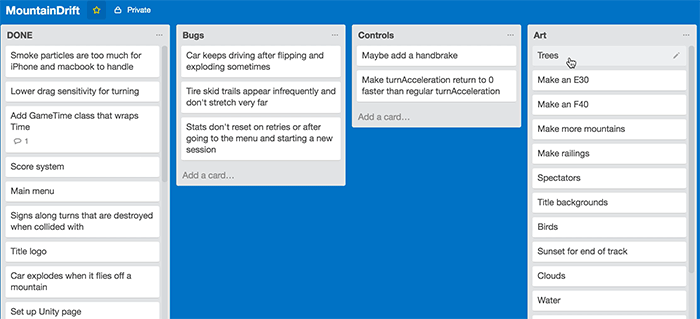 MountainDrift
Private
DONE
Smoke particles are too much for
iPhone and macbook to handle
Lower drag sensitivity for turning
Add GameTime class that wraps
Time
1
Score system
Main menu
Signs along turns that are destroyed
when collided with
Title logo
Car explodes when it flies off a
mountain
Set up Unity page
Bugs
Car keeps driving after flipping and
exploding sometimes
Tire skid trails appear infrequently and
don't stretch very far
Stats don't reset on retries or after
going to the menu and starting a new
session
Add a card…
Controls
Maybe add a handbrake
Make turnAcceleration return to 0
faster than regular turnAcceleration
Add a card…
Art
Trees
Make an E30
Make an F40
Make more mountains
Make railings
Spectators
Title backgrounds
Birds
Sunset for end of track
Clouds
Water